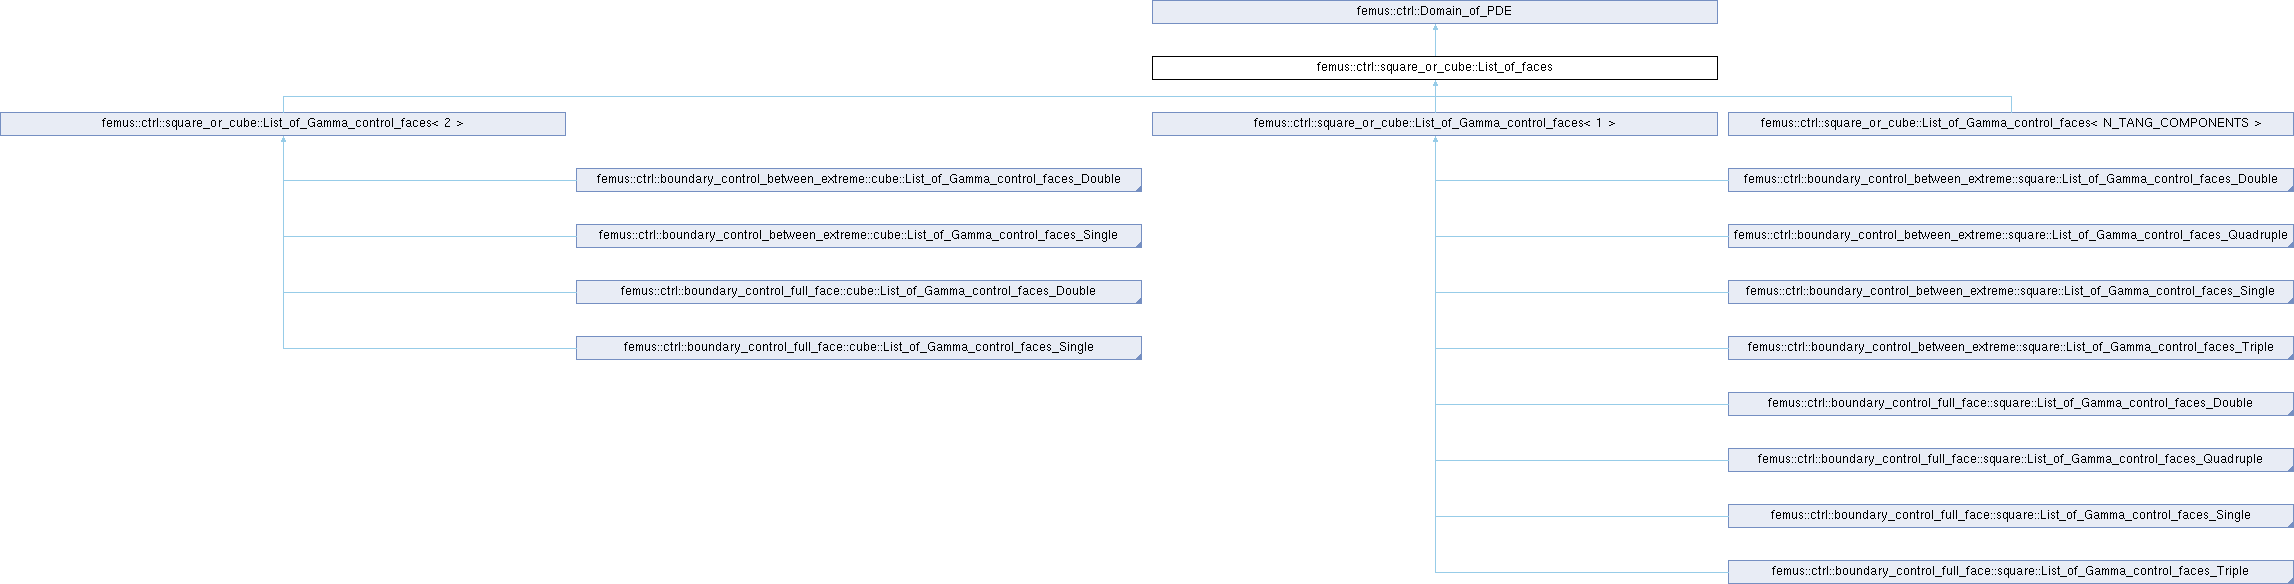 femus::ctrl::Domain_of_PDE
femus::ctrl::square_or_cube::List_of_faces
femus::ctrl::square_or_cube::List_of_Gamma_control_faces< 2 >
femus::ctrl::square_or_cube::List_of_Gamma_control_faces< 1 >
femus::ctrl::square_or_cube::List_of_Gamma_control_faces< N_TANG_COMPONENTS >
femus::ctrl::boundary_control_between_extreme::cube::List_of_Gamma_control_faces_Double
femus::ctrl::boundary_control_between_extreme::square::List_of_Gamma_control_faces_Double
femus::ctrl::boundary_control_between_extreme::cube::List_of_Gamma_control_faces_Single
femus::ctrl::boundary_control_between_extreme::square::List_of_Gamma_control_faces_Quadruple
femus::ctrl::boundary_control_full_face::cube::List_of_Gamma_control_faces_Double
femus::ctrl::boundary_control_between_extreme::square::List_of_Gamma_control_faces_Single
femus::ctrl::boundary_control_full_face::cube::List_of_Gamma_control_faces_Single
femus::ctrl::boundary_control_between_extreme::square::List_of_Gamma_control_faces_Triple
femus::ctrl::boundary_control_full_face::square::List_of_Gamma_control_faces_Double
femus::ctrl::boundary_control_full_face::square::List_of_Gamma_control_faces_Quadruple
femus::ctrl::boundary_control_full_face::square::List_of_Gamma_control_faces_Single
femus::ctrl::boundary_control_full_face::square::List_of_Gamma_control_faces_Triple